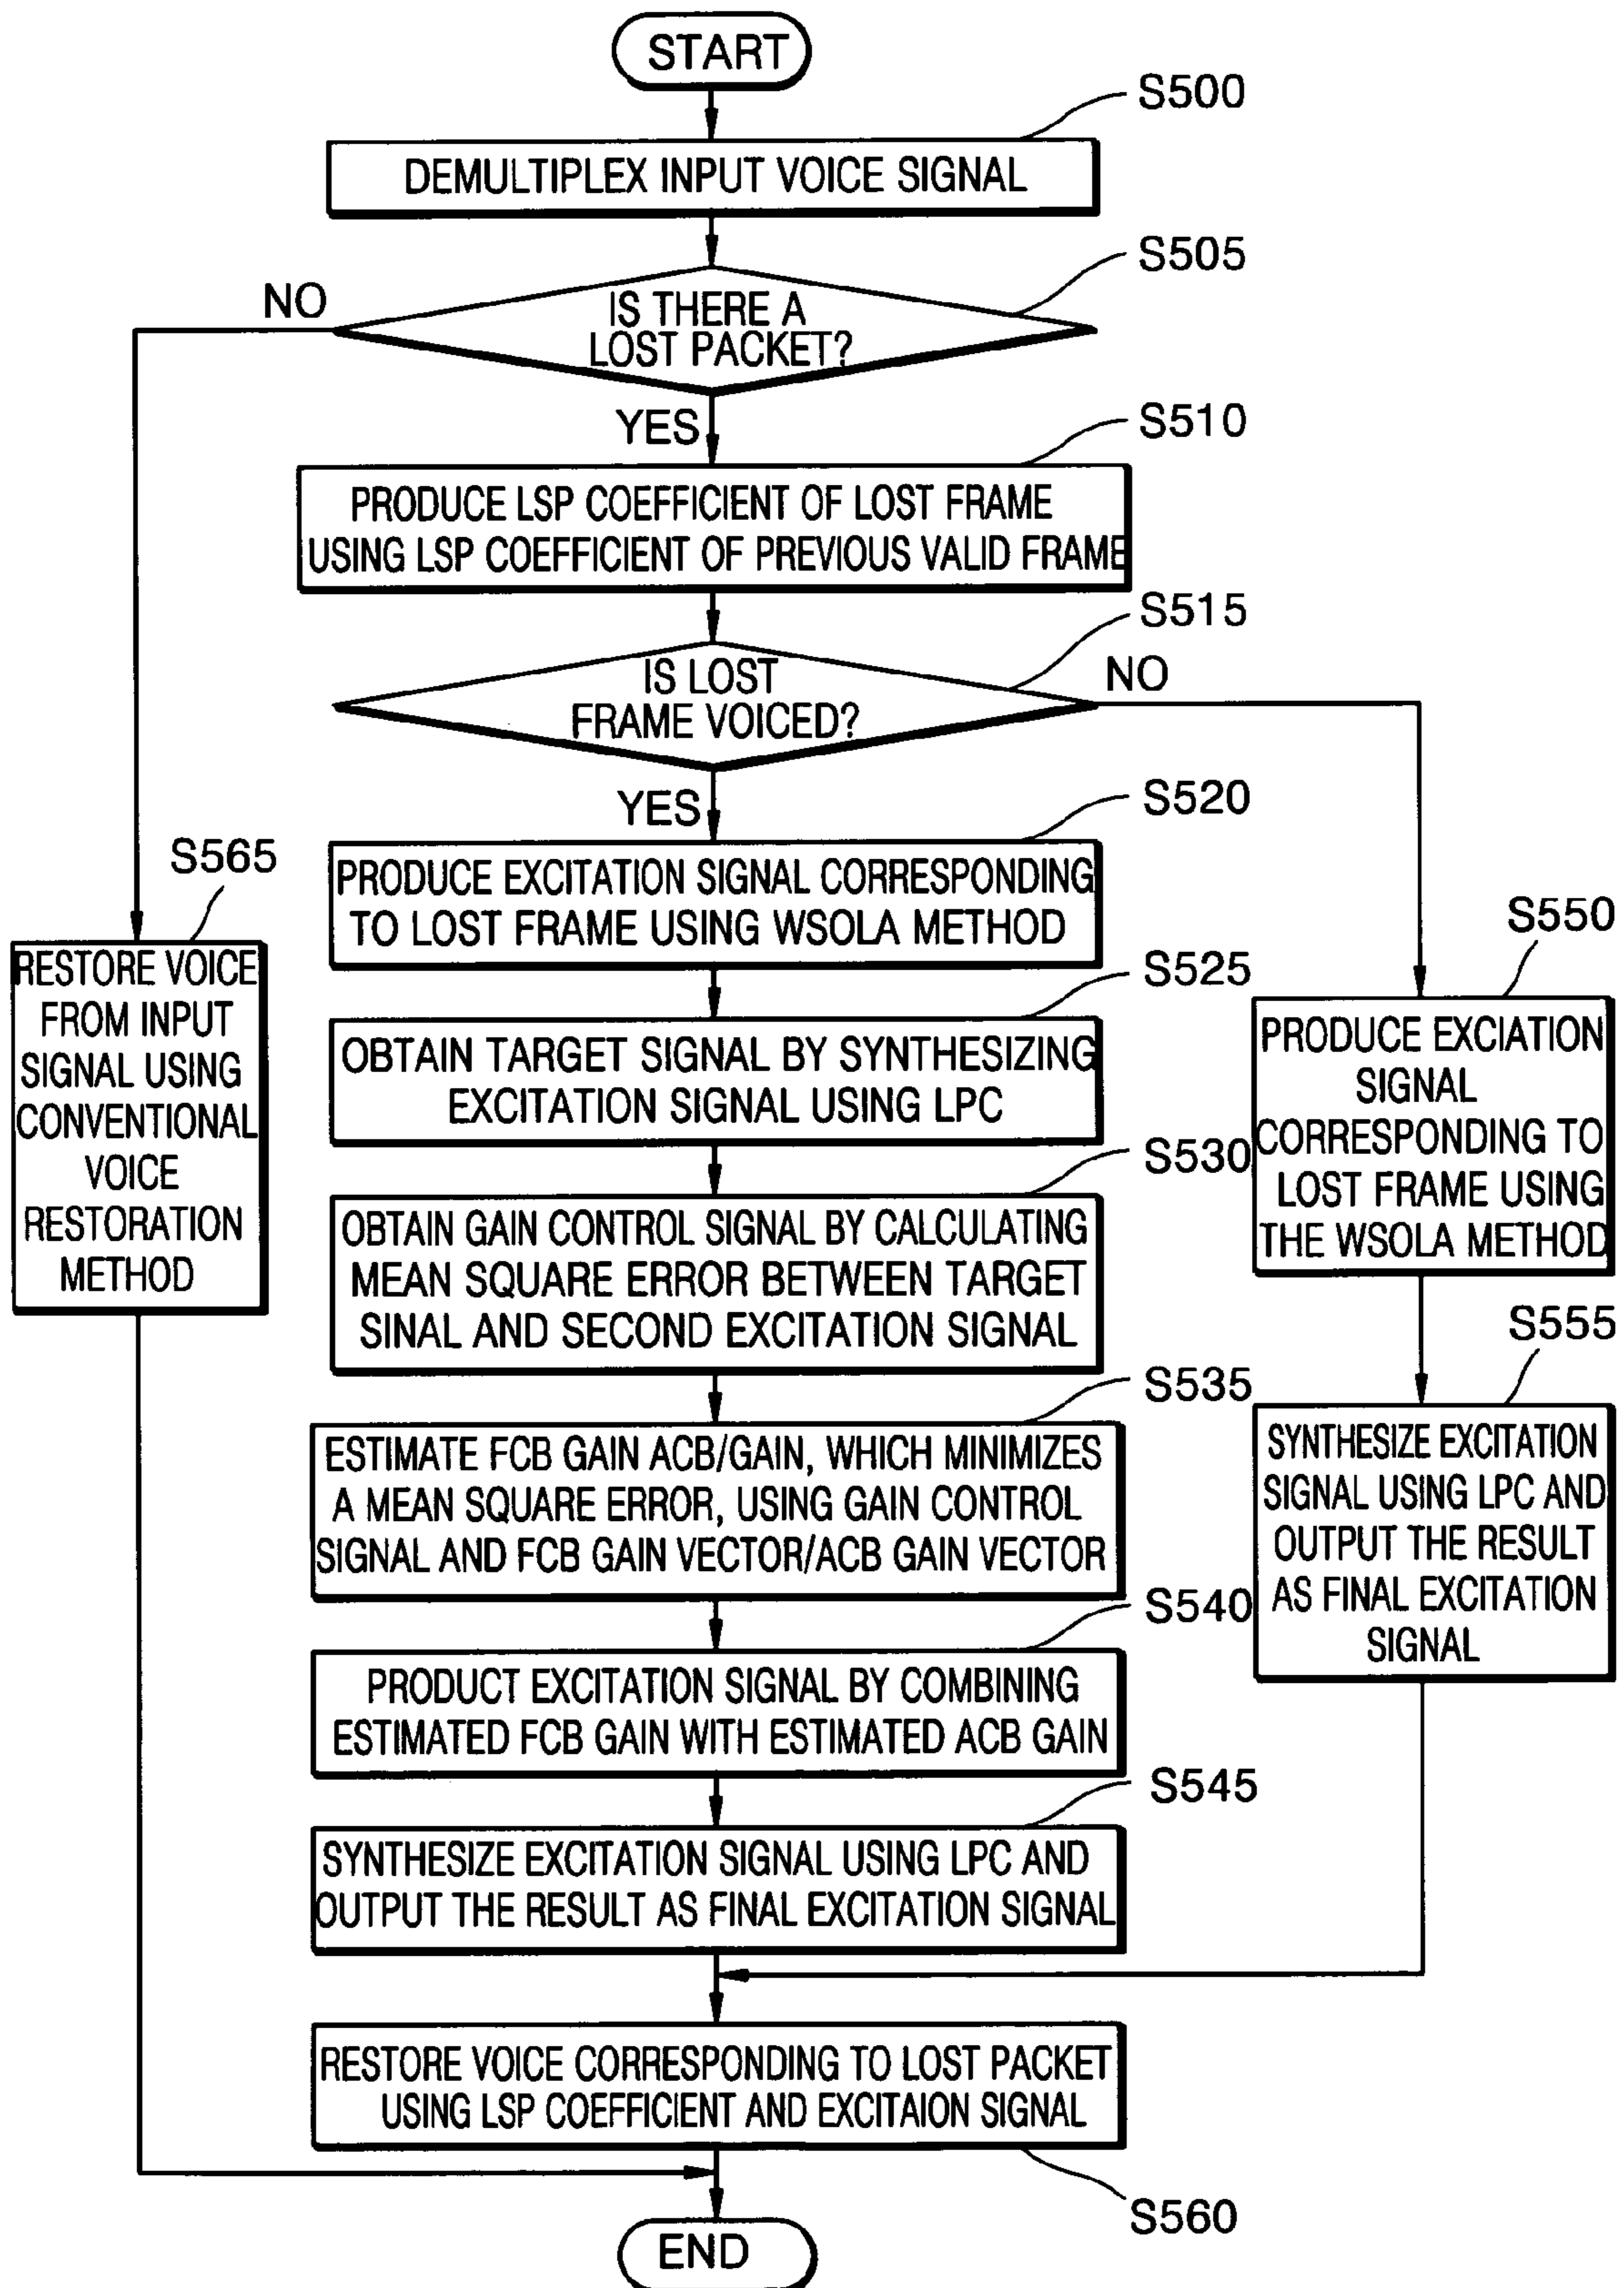 START
S500
DEMULTIPLEX INPUT VOICE SIGNAL
S505
NO
IS THERE A
LOST PACKET?
YES
S510
PRODUCE LSP COEFFICIENT OF LOST FRAME
USING LSP COEFFICIENT OF PREVIOUS VALID FRAME
S515
IS LOST
FRAME VOICED?
NO
YES
S520
PRODUCE EXCITATION SIGNAL CORRESPONDING
TO LOST FRAME USING WSOLA METHOD
S525
OBTAIN TARGET SIGNAL BY SYNTHESIZING
EXCITATION SIGNAL USING LPC
S530
OBTAIN GAIN CONTROL SIGNAL BY CALCULATING
MEAN SQUARE ERROR BETWEEN TARGET
SINAL AND SECOND EXCITATION SIGNAL
S535
ESTIMATE FCB GAIN ACB/GAIN, WHICH MINIMIZES
A MEAN SQUARE ERROR, USING GAIN CONTROL
SIGNAL AND FCB GAIN VECTOR/ACB GAIN VECTOR
S540
PRODUCT EXCITATION SIGNAL BY COMBINING
ESTIMATED FCB GAIN WITH ESTIMATED ACB GAIN
S545
SYNTHESIZE EXCITATION SIGNAL USING LPC AND
OUTPUT THE RESULT AS FINAL EXCITATION SIGNAL
S550
PRODUCE EXCIATION
SIGNAL
CORRESPONDING TO
LOST FRAME USING
THE WSOLA METHOD
S555
SYNTHESIZE EXCITATION
SIGNAL USING LPC AND
OUTPUT THE RESULT
AS FINAL EXCITATION
SIGNAL
RESTORE VOICE CORRESPONDING TO LOST PACKET
USING LSP COEFFICIENT AND EXCITAION SIGNAL
S560
S565
RESTORE VOICE
FROM INPUT
SIGNAL USING
CONVENTIONAL
VOICE
RESTORATION
METHOD
END